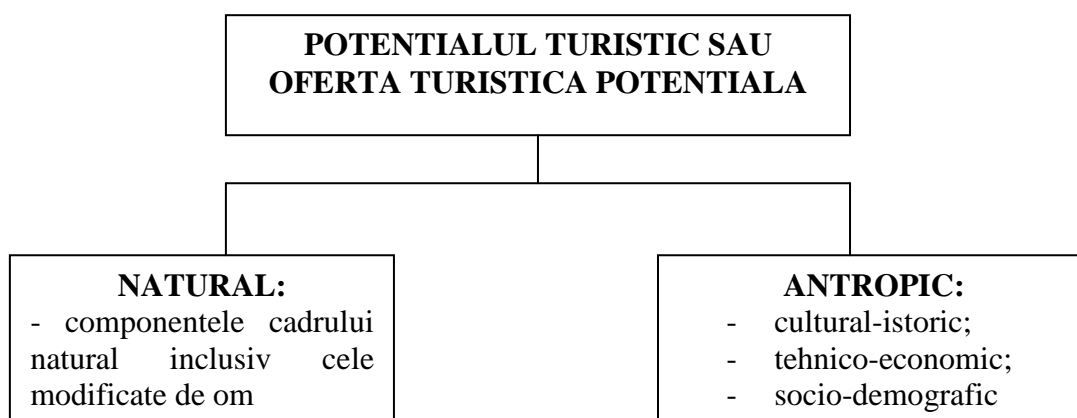 POTENTIALUL TURISTIC SAU
OFERTA TURISTICA POTENTIALA
NATURAL:
- componentele cadrului
natural inclusiv cele
modificate de om
ANTROPIC:
- cultural-istoric;
- tehnico-economic;
- socio-demografic